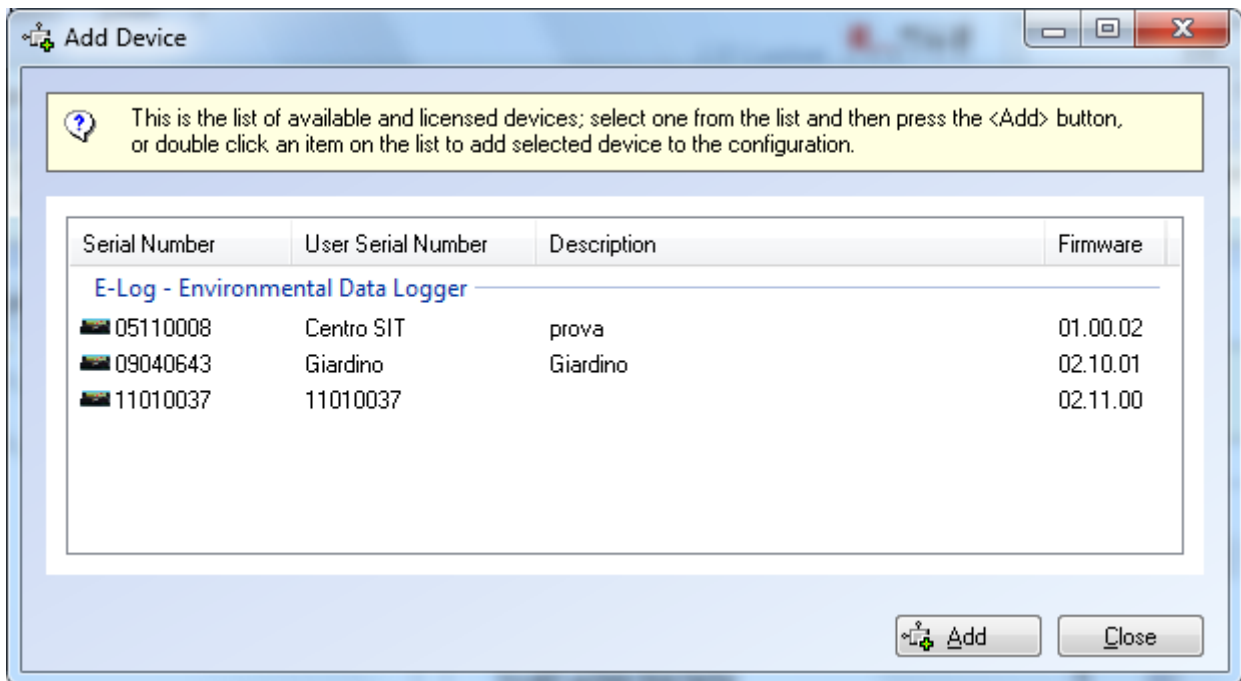 Add Device
This is the list of available and licensed devices; select one from the list and then press the <Add> button,
or double click an item on the list to add selected device to the configuration.
Serial Number User Serial Number Description Firmware
E-Log - Environmental Data Logger
05110008 Centro SIT prova 01.00.02
09040643 Giardino Giardino 02.10.01
11010037 11010037 02.11.00
Add Close